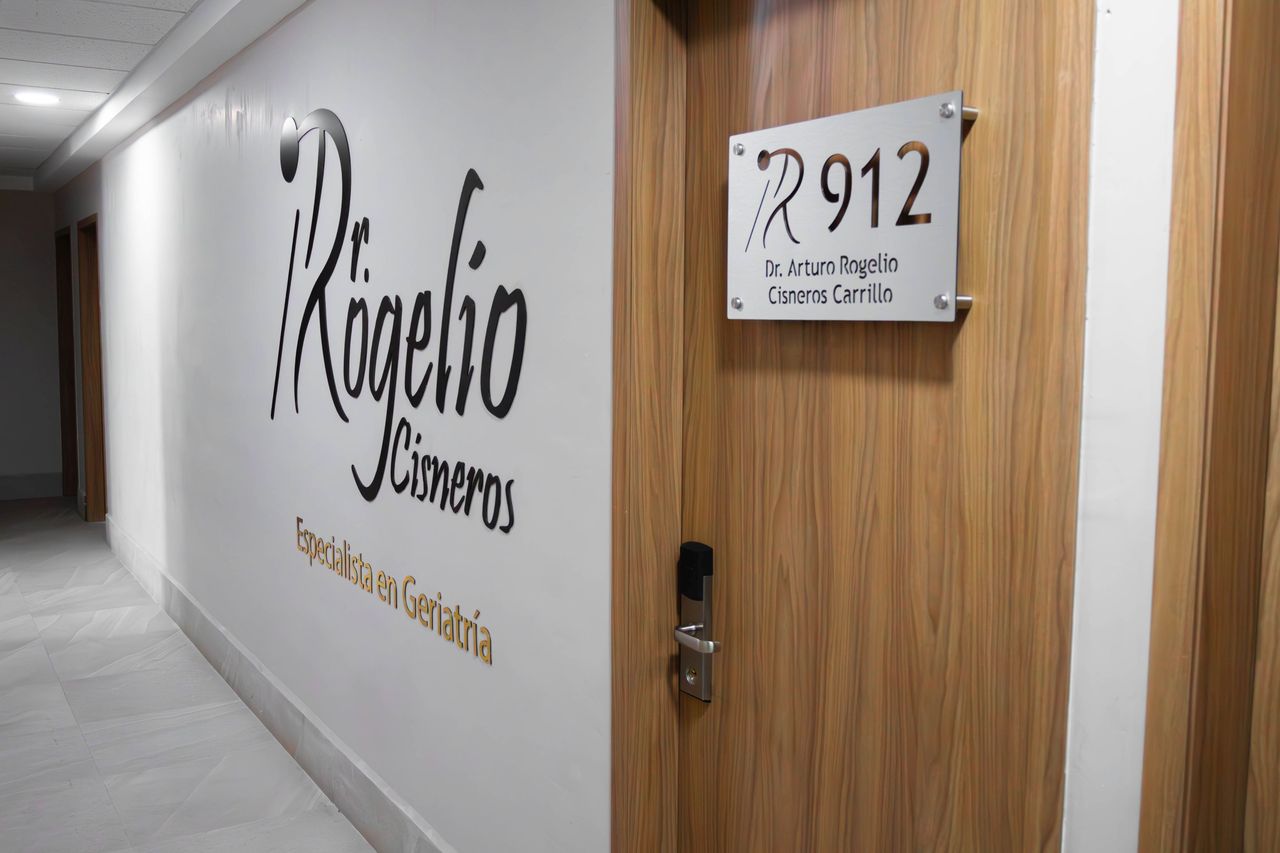 Dr.
Rogelio
Cisneros
Especialista en Geriatría
R 912
Dr. Arturo Rogelio
Cisneros Carrillo